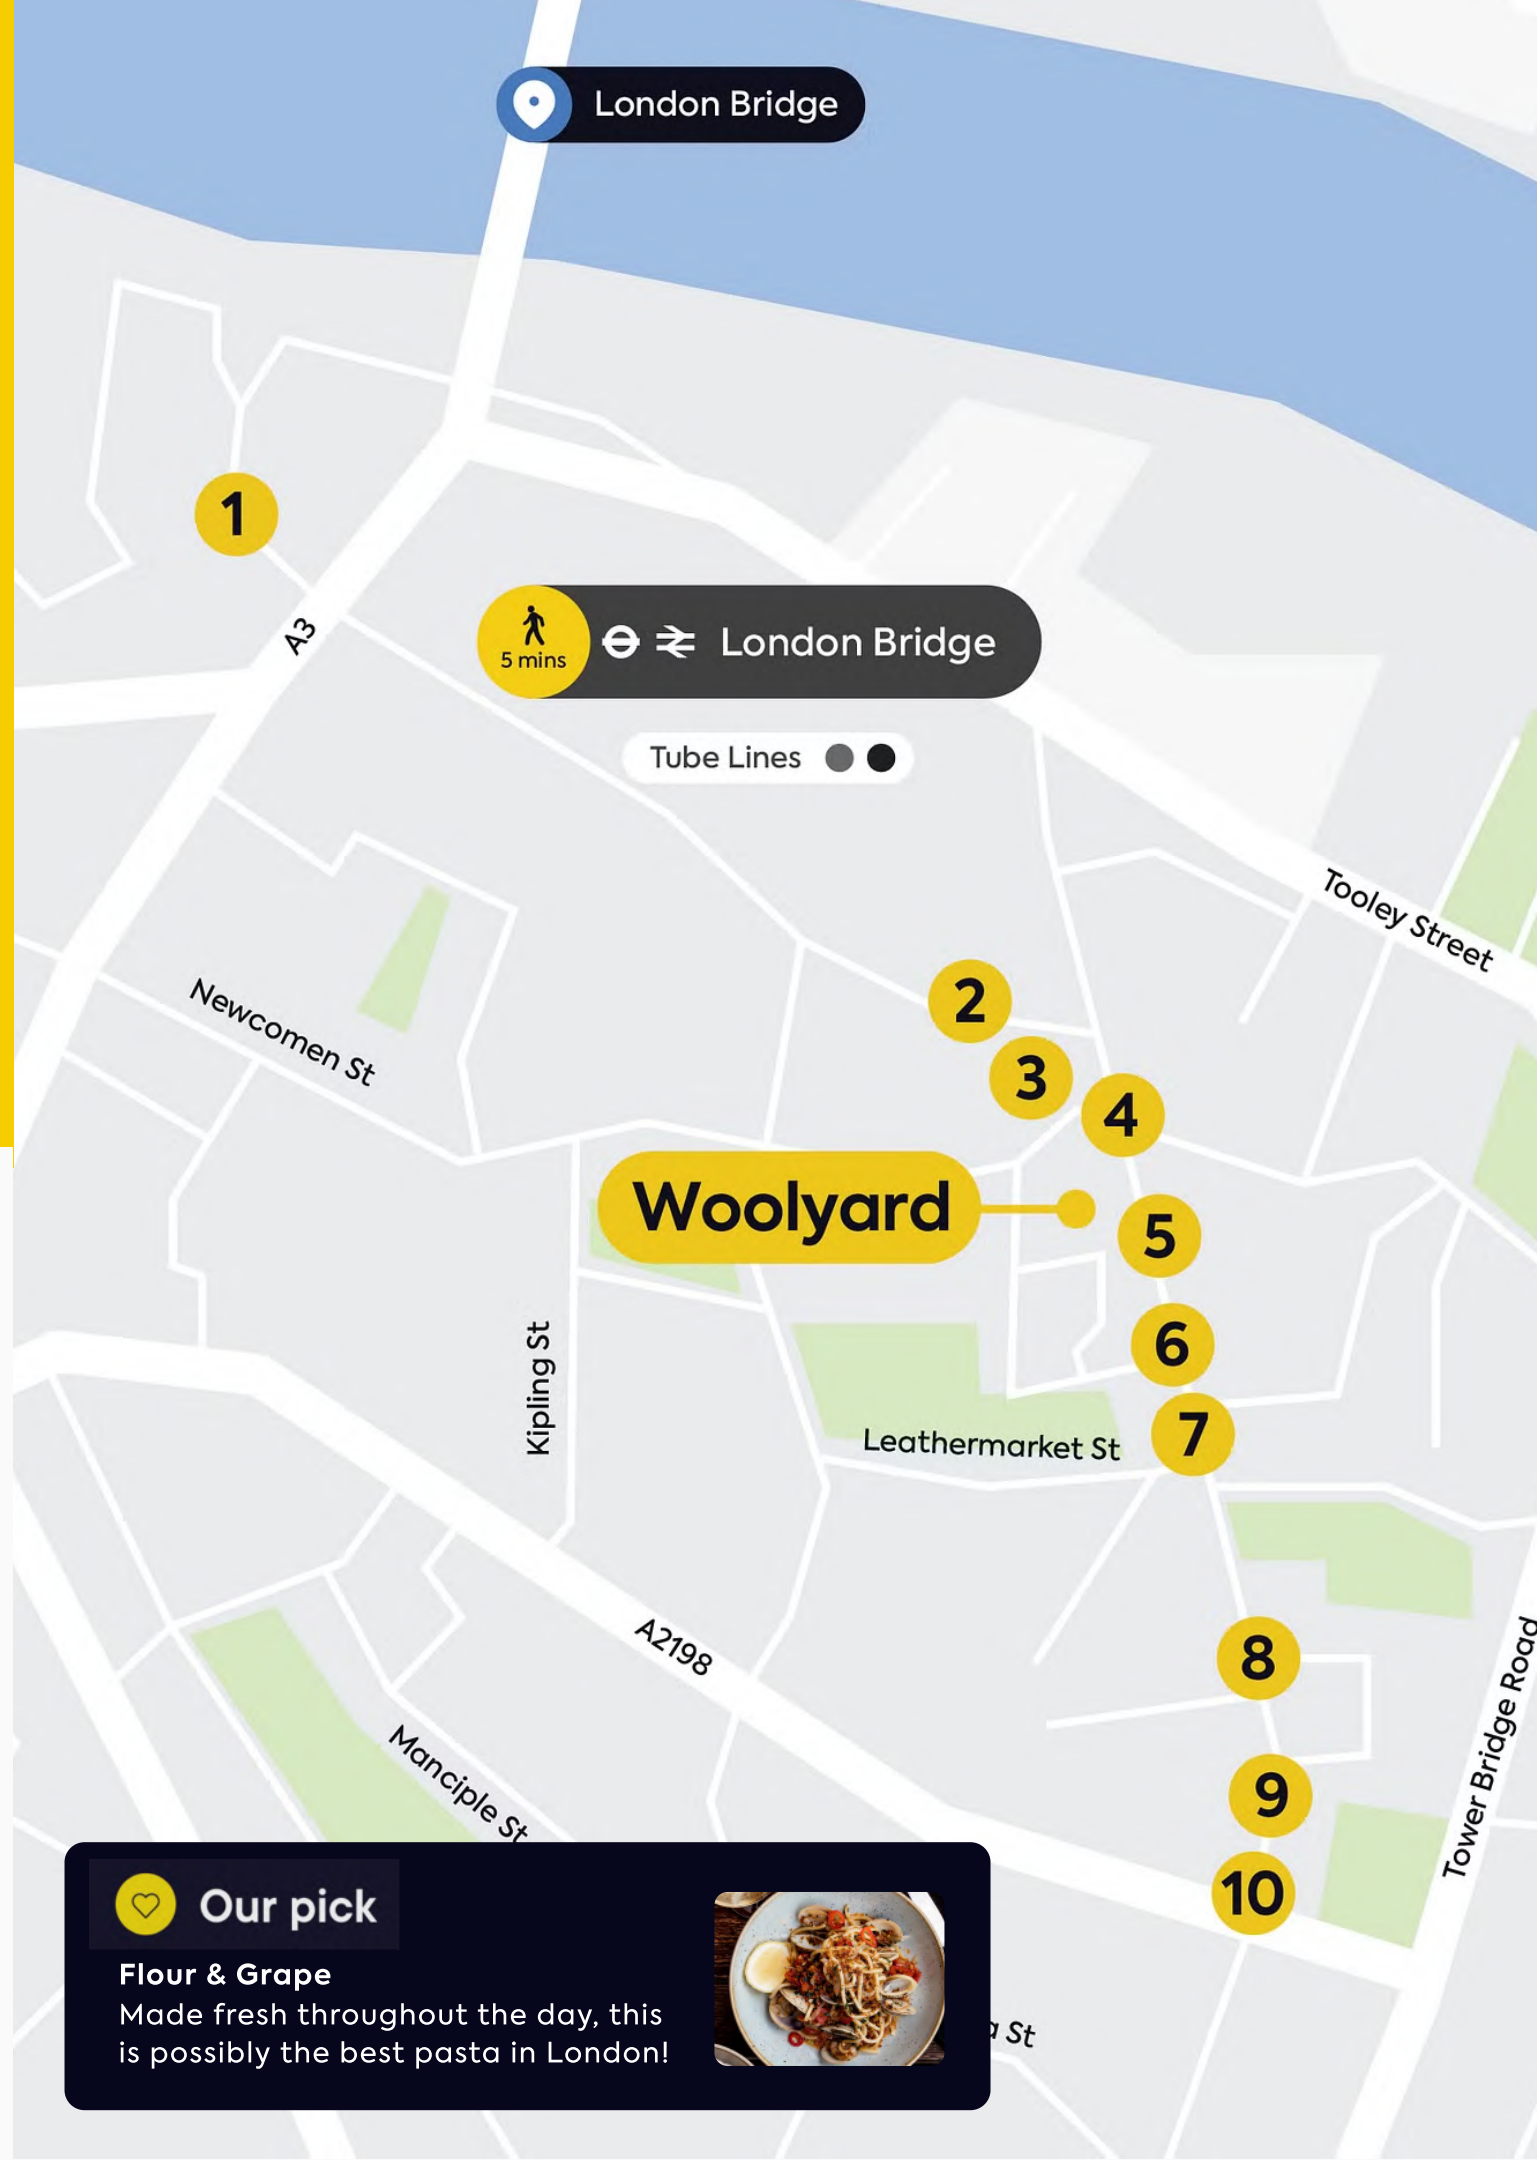 London Bridge
1
A3
5 mins
London Bridge
Tube Lines
Tooley Street
Newcomen St
2
3
4
Woolyard
5
6
7
Kipling St
Leathermarket St
A2198
8
Manciple St
Tower Bridge Road
9
10
Our pick
Flour & Grape
Made fresh throughout the day, this
is possibly the best pasta in London!
St